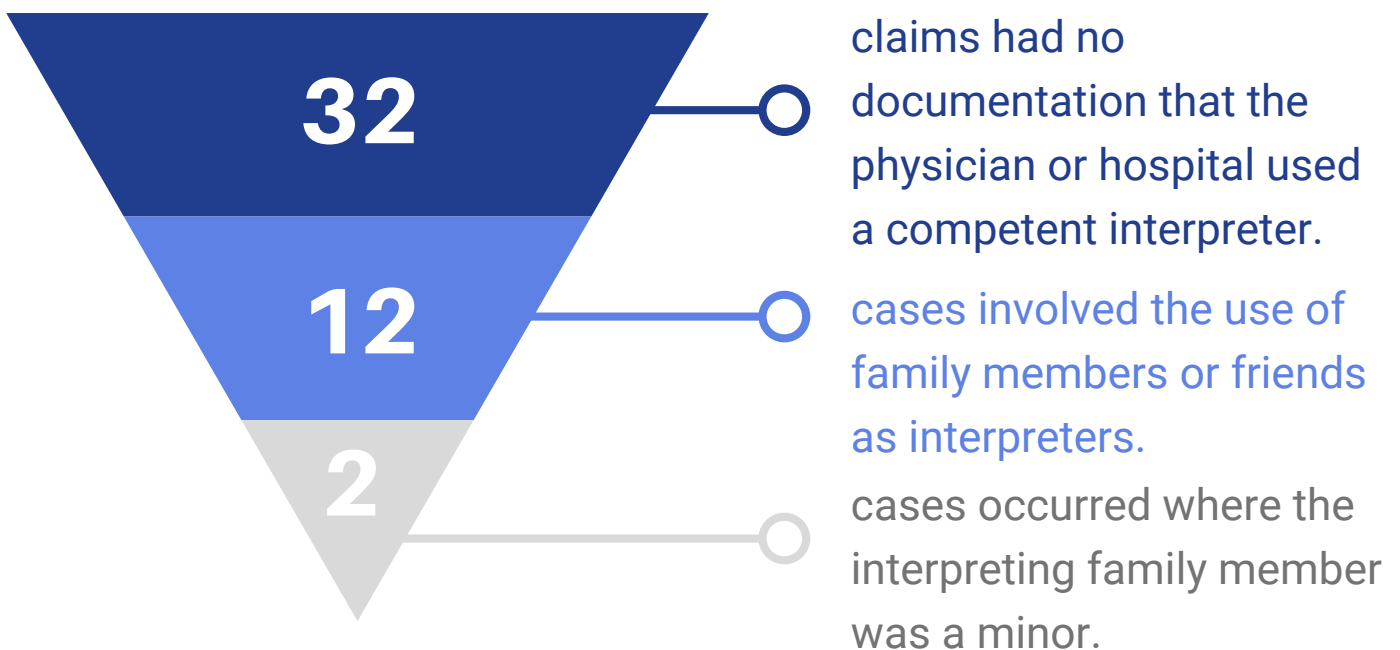 32
claims had no
documentation that the
physician or hospital used
a competent interpreter.
12
cases involved the use of
family members or friends
as interpreters.
2
cases occurred where the
interpreting family member
was a minor.